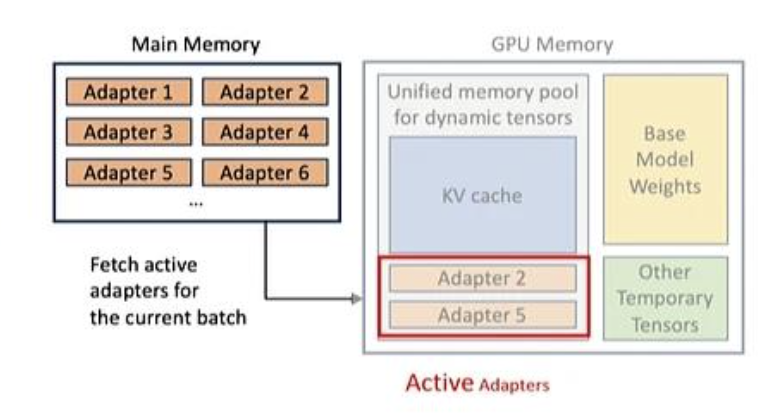 Main Memory
Adapter 1
Adapter 2
Adapter 3
Adapter 4
Adapter 5
Adapter 6
...
Fetch active
adapters for
the current batch
GPU Memory
Unified memory pool
for dynamic tensors
KV cache
Adapter 2
Adapter 5
Base
Model
Weights
Other
Temporary
Tensors
Active Adapters